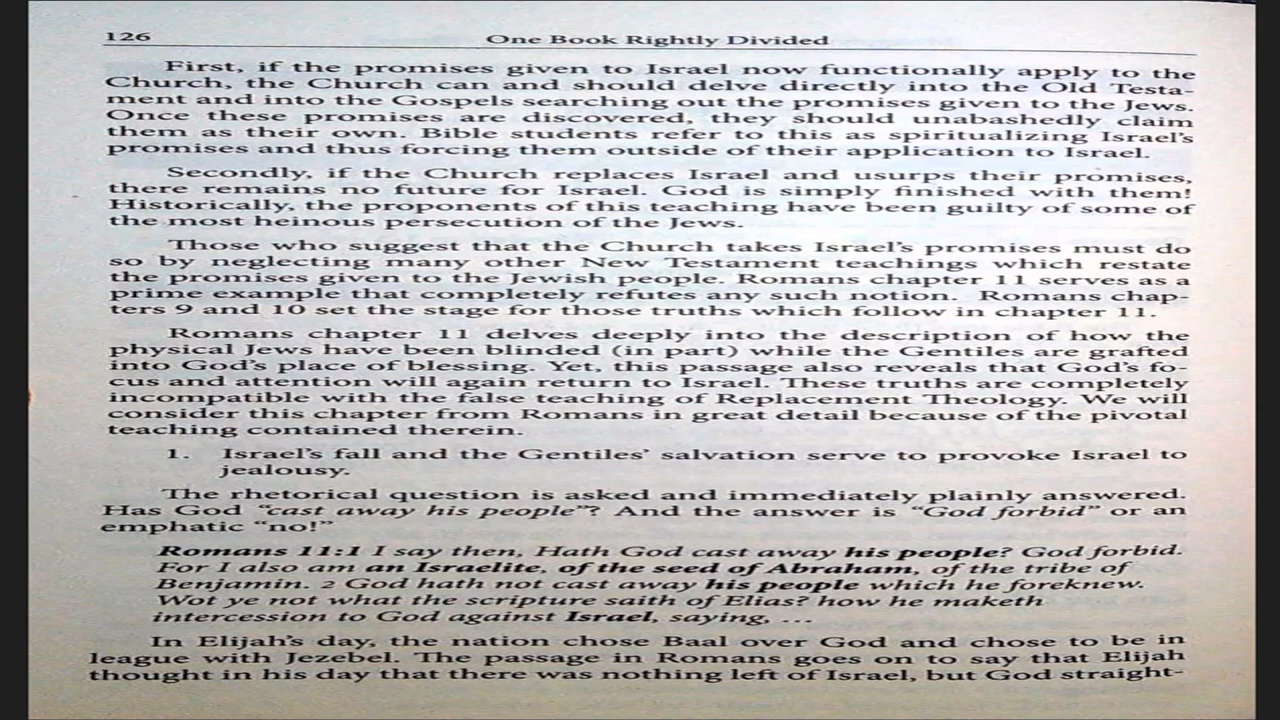 126 One Book Rightly Divided
First, if the promises given to Israel now functionally apply to the
Church, the Church can and should delve directly into the Old Testa-
ment and into the Gospels searching out the promises given to the Jews.
Once these promises are discovered, they should unabashedly claim
them as their own. Bible students refer to this as spiritualizing Israel's
promises and thus forcing them outside of their application to Israel.
Secondly, if the Church replaces Israel and usurps their promises,
there remains no future for Israel. God is simply finished with them!
Historically, the proponents of this teaching have been guilty of some of
the most heinous persecution of the Jews.
Those who suggest that the Church takes Israel's promises must do
so by neglecting many other New Testament teachings which restate
the promises given to the Jewish people. Romans chapter 11 serves as a
prime example that completely refutes any such notion. Romans chap-
ters 9 and 10 set the stage for those truths which follow in chapter 11.
Romans chapter 11 delves deeply into the description of how the
physical Jews have been blinded (in part) while the Gentiles are grafted
into God's place of blessing. Yet, this passage also reveals that God's fo-
cus and attention will again return to Israel. These truths are completely
incompatible with the false teaching of Replacement Theology. We will
consider this chapter from Romans in great detail because of the pivotal
teaching contained therein.
1. Israel's fall and the Gentiles' salvation serve to provoke Israel to
jealousy.
The rhetorical question is asked and immediately plainly answered.
Has God "cast away his people"? And the answer is "God forbid" or an
emphatic "no!"
Romans 11:1 I say then, Hath God cast away his people? God forbid.
For I also am an Israelite, of the seed of Abraham, of the tribe of
Benjamin. 2 God hath not cast away his people which he foreknew.
Wot ye not what the scripture saith of Elias? how he maketh
intercession to God against Israel, saying, ...
In Elijah's day, the nation chose Baal over God and chose to be in
league with Jezebel. The passage in Romans goes on to say that Elijah
thought in his day that there was nothing left of Israel, but God straight-